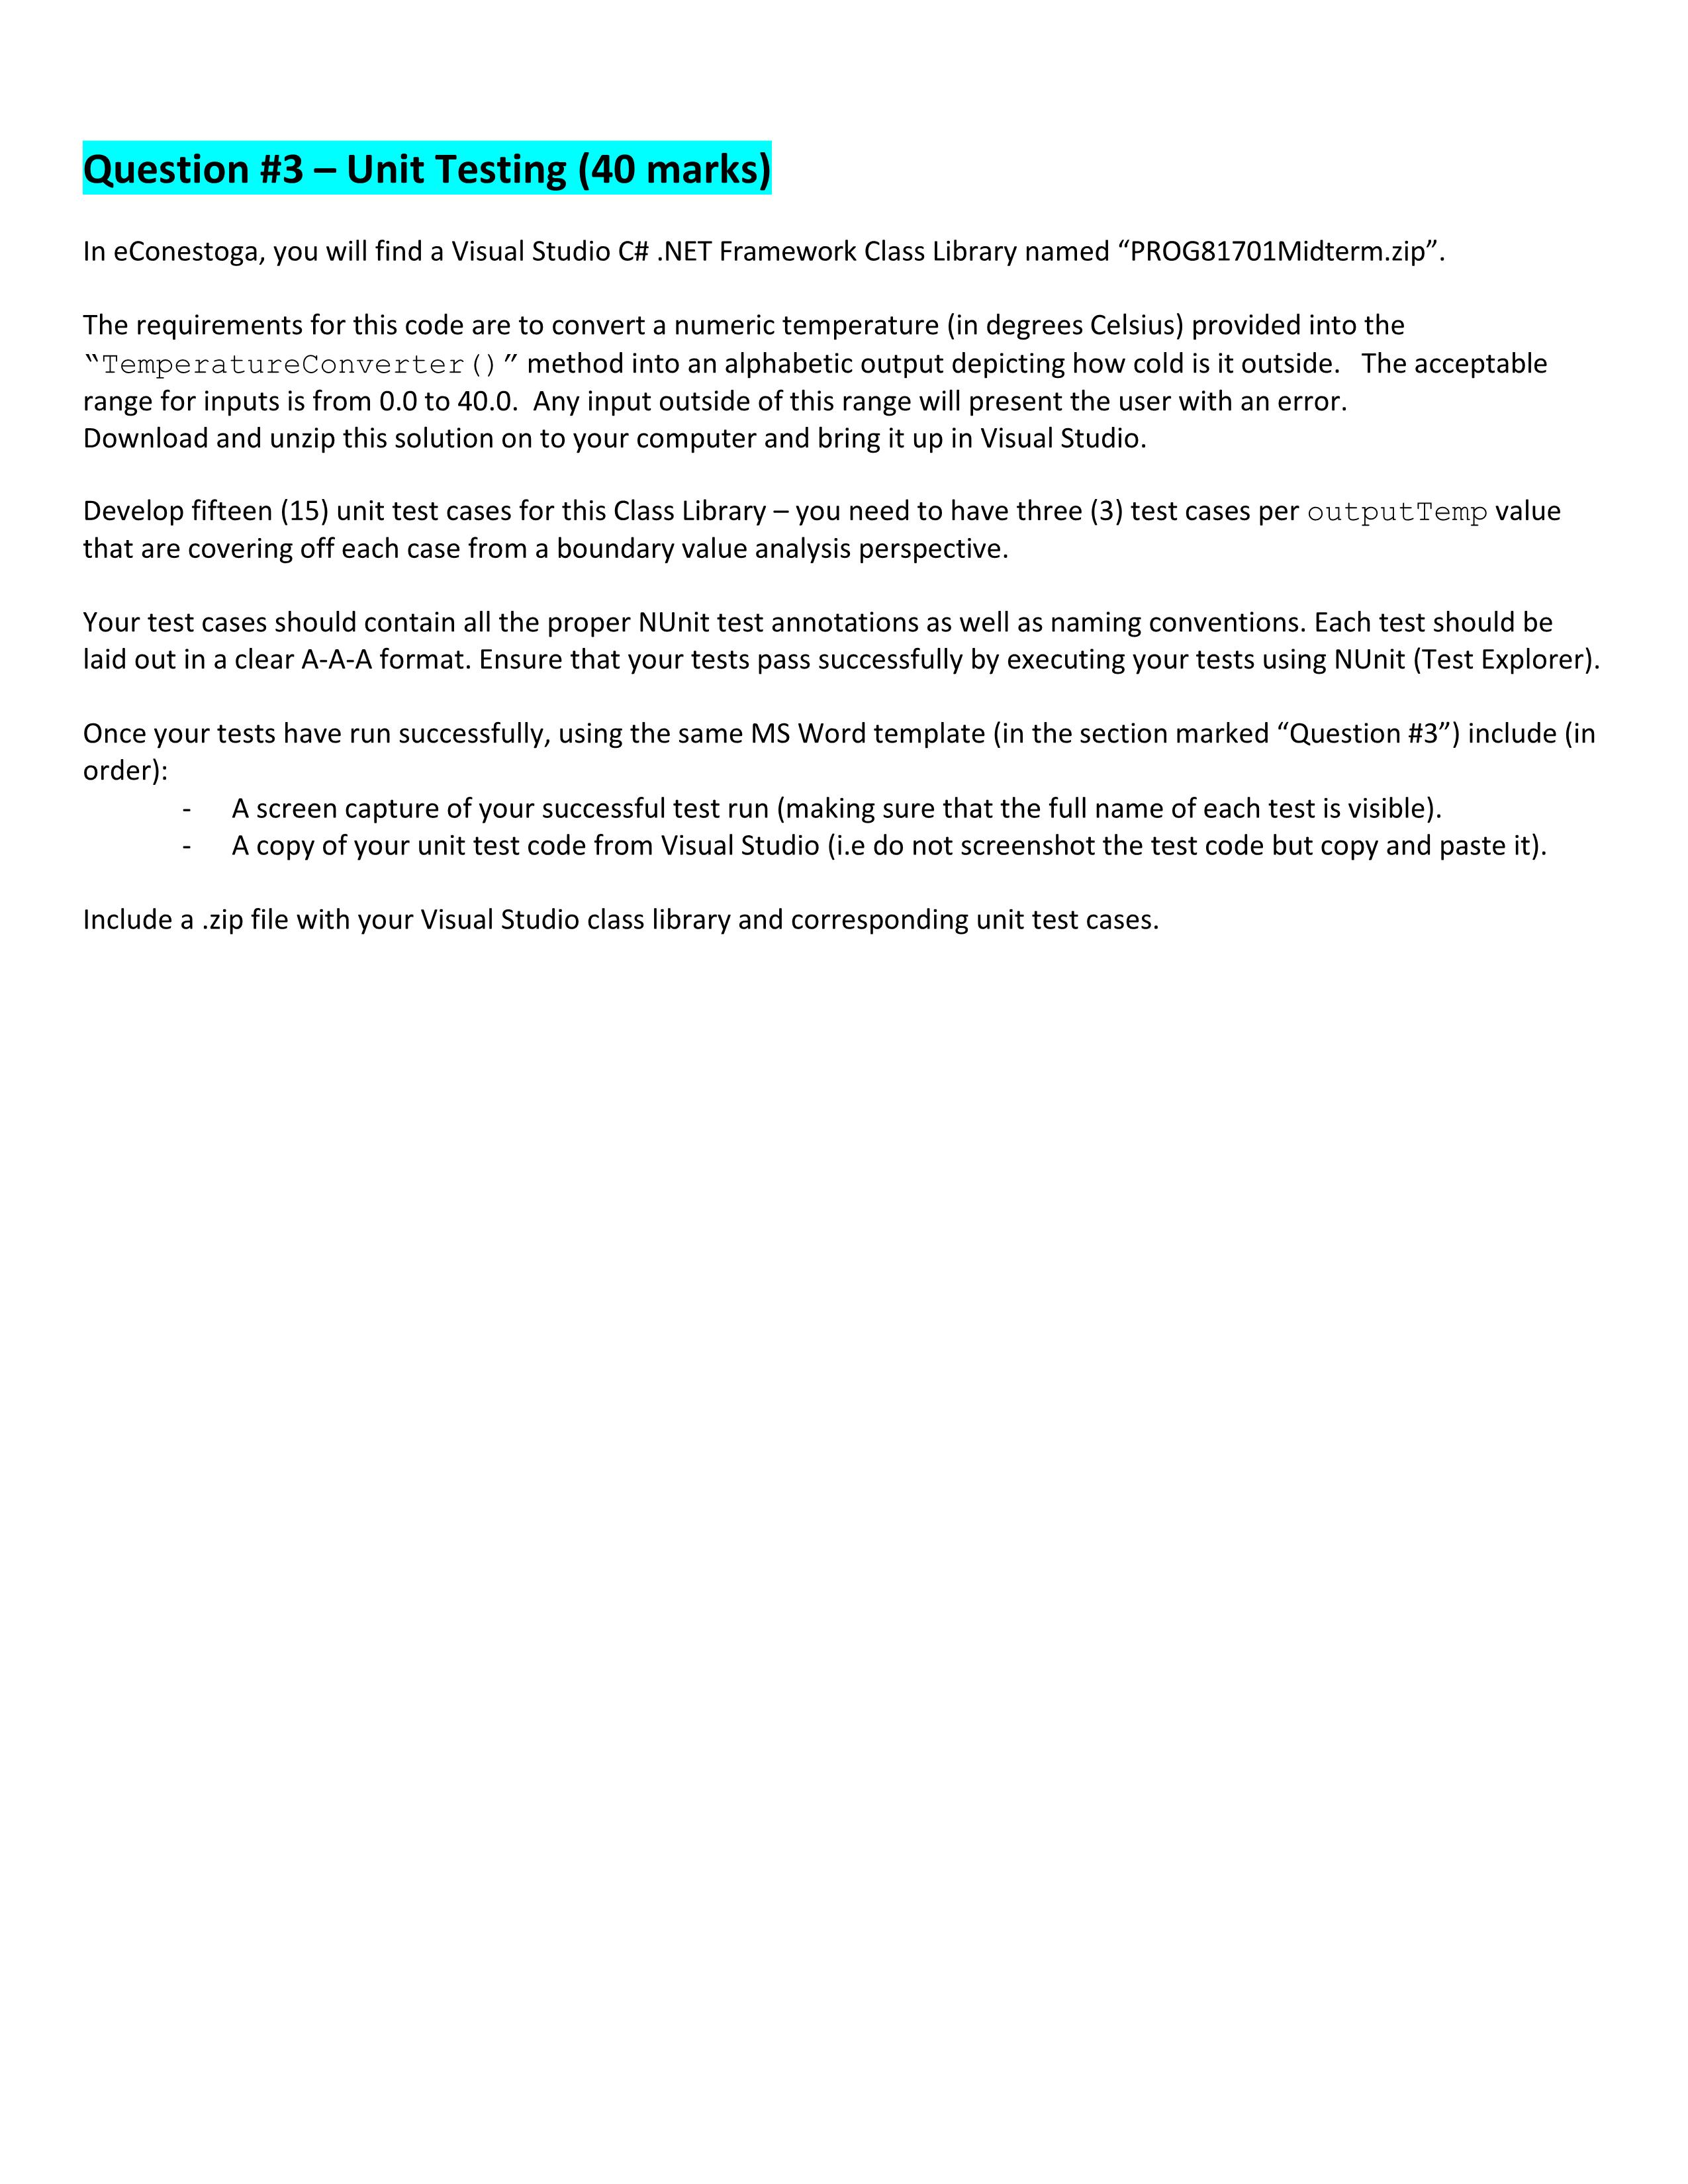 Question #3 – Unit Testing (40 marks)
In eConestoga, you will find a Visual Studio C# .NET Framework Class Library named “PROG81701Midterm.zip”.
The requirements for this code are to convert a numeric temperature (in degrees Celsius) provided into the
“TemperatureConverter()” method into an alphabetic output depicting how cold is it outside.   The acceptable
range for inputs is from 0.0 to 40.0.  Any input outside of this range will present the user with an error.
Download and unzip this solution on to your computer and bring it up in Visual Studio.
Develop fifteen (15) unit test cases for this Class Library – you need to have three (3) test cases per outputTemp value
that are covering off each case from a boundary value analysis perspective.
Your test cases should contain all the proper NUnit test annotations as well as naming conventions. Each test should be
laid out in a clear A-A-A format. Ensure that your tests pass successfully by executing your tests using NUnit (Test Explorer).
Once your tests have run successfully, using the same MS Word template (in the section marked “Question #3”) include (in
order):
- A screen capture of your successful test run (making sure that the full name of each test is visible).
- A copy of your unit test code from Visual Studio (i.e do not screenshot the test code but copy and paste it).
Include a .zip file with your Visual Studio class library and corresponding unit test cases.